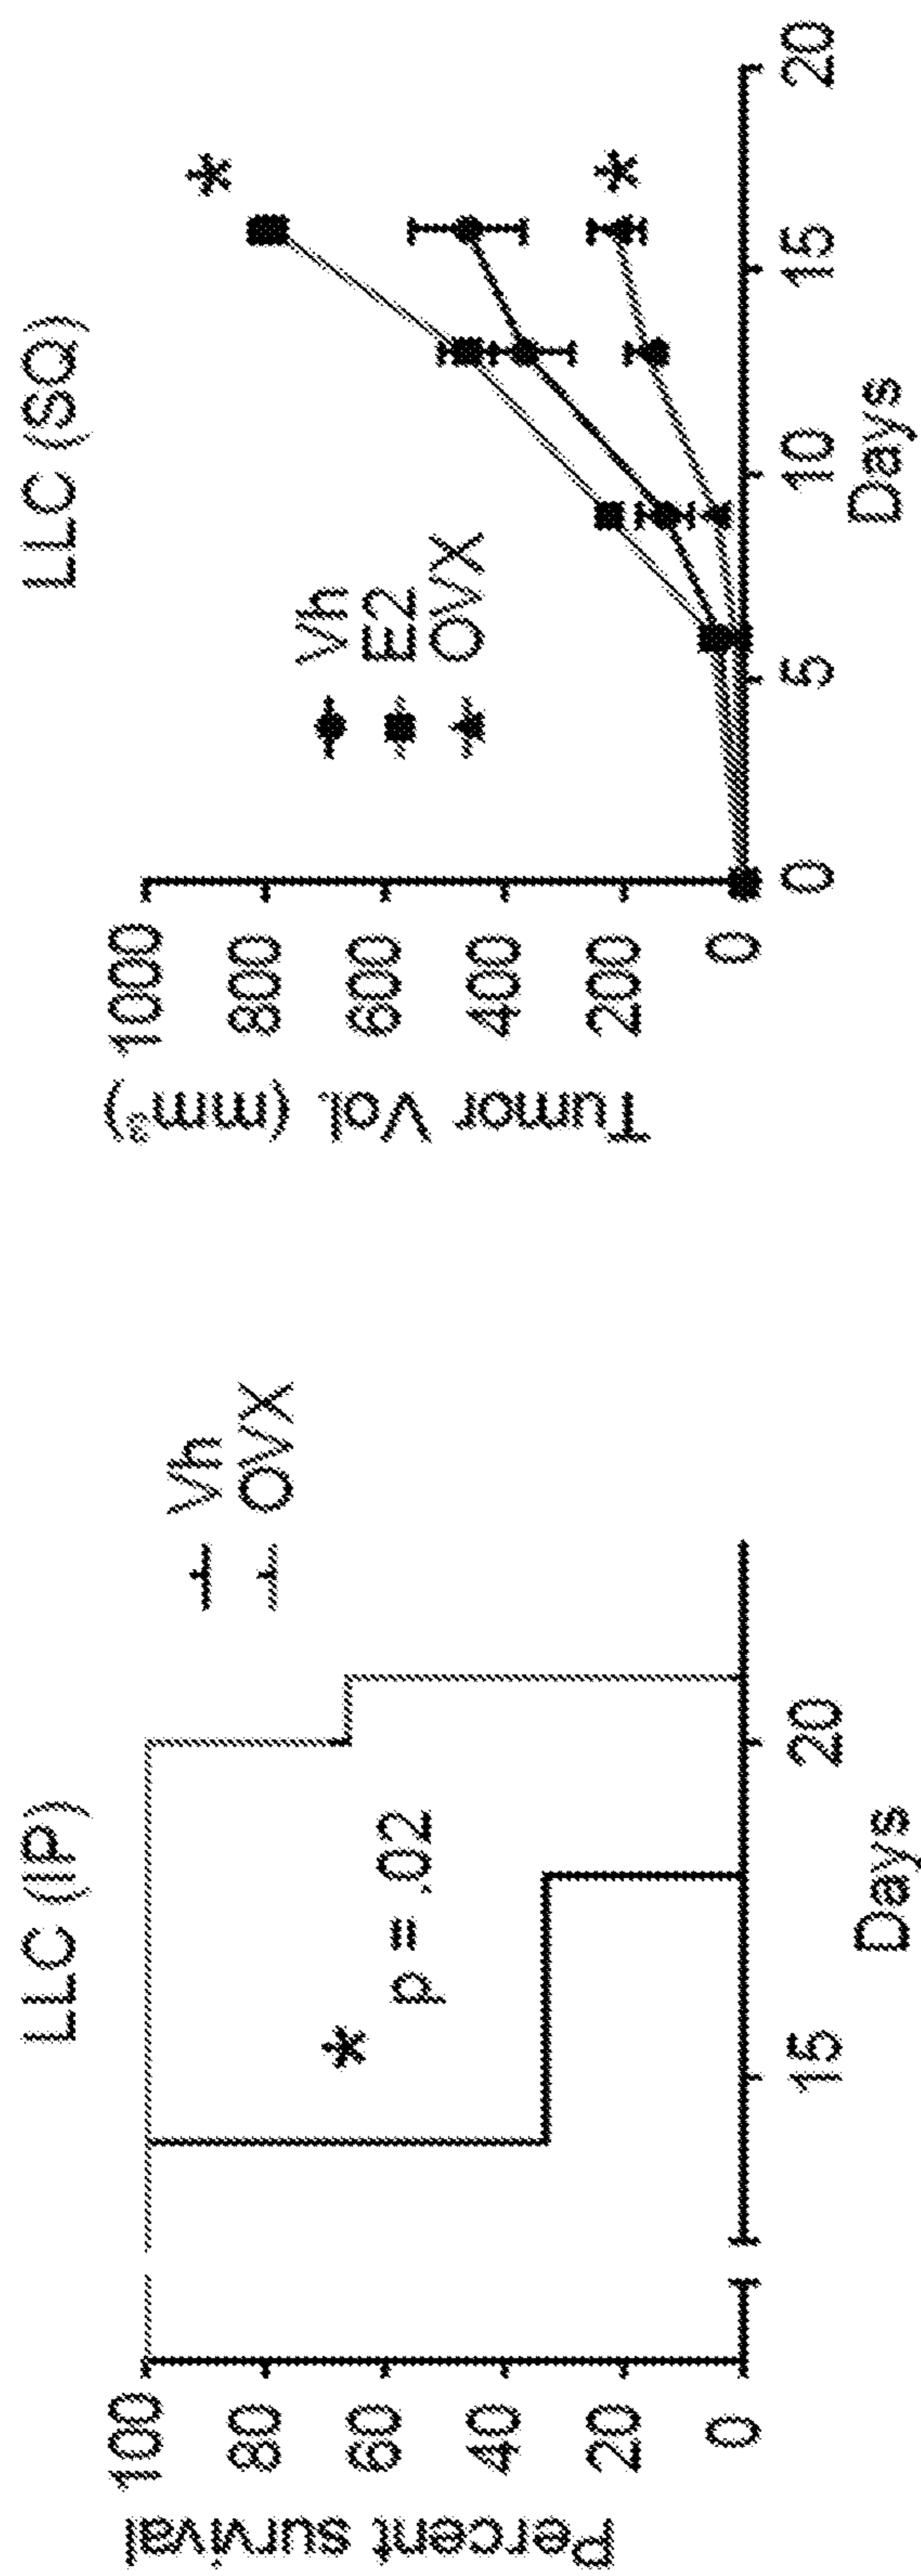 LLC (IP)
Percent survival
100
80
60
40
20
0
15
20
Days
Vh
OVX
*
p = .02
LLC (SQ)
Tumor Vol. (mm³)
1000
800
600
400
200
0
0
5
10
15
20
Days
Vh
E2
OVX
*
*